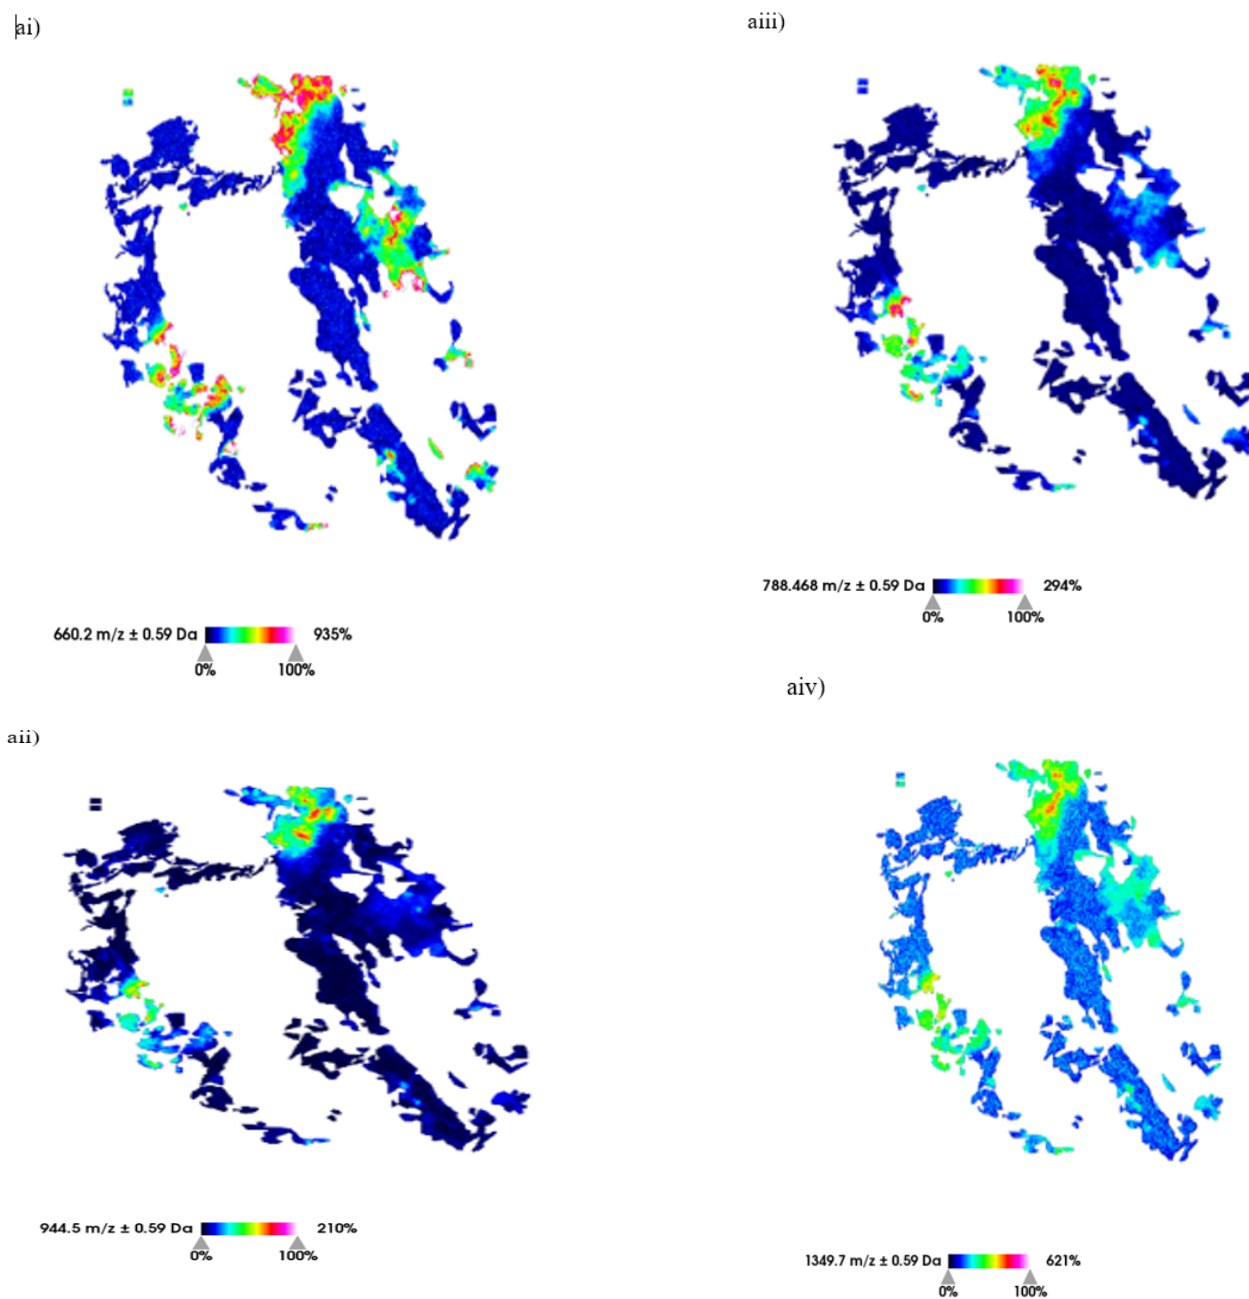 ai)
aiii)
788.468 m/z ± 0.59 Da 294%
0% 100%
660.2 m/z ± 0.59 Da 935%
0% 100%
aiv)
aii)
944.5 m/z ± 0.59 Da 210%
0% 100%
1349.7 m/z ± 0.59 Da 621%
0% 100%